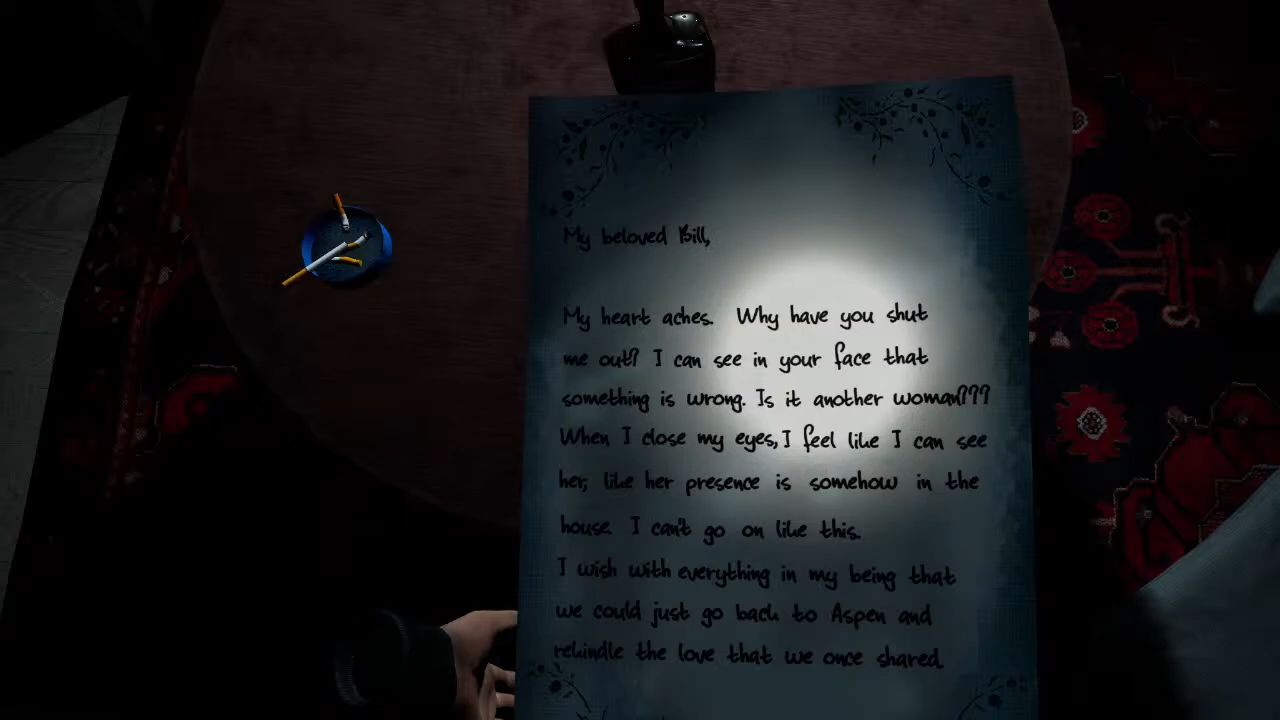 My beloved Bill,
My heart aches. Why have you shut
me out? I can see in your face that
something is wrong. Is it another woman???
When I close my eyes, I feel like I can see
her, like her presence is somehow in the
house. I can't go on like this.
I wish with everything in my being that
we could just go back to Aspen and
rekindle the love that we once shared.